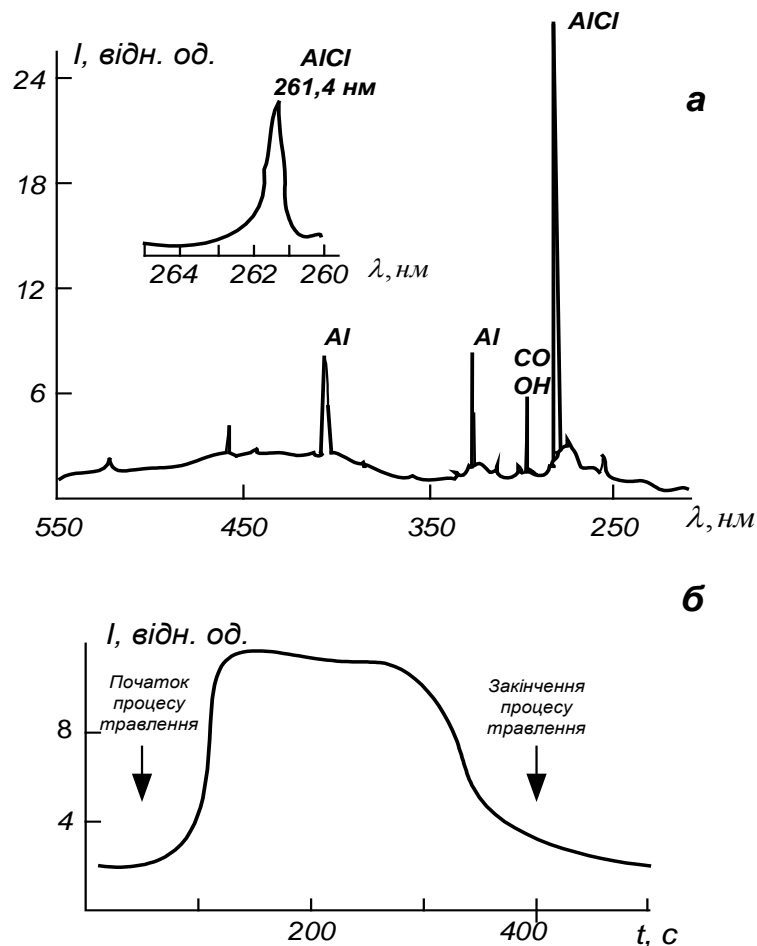 I, відн. од.
AlCl
261,4 нм
AlCl
а
24
18
12
6
264
262
260
λ, нм
Al
Al
CO
OH
550
450
350
250
λ, нм
б
I, відн. од.
Початок
процесу
травлення
Закінчення
процесу
травлення
8
4
200
400
t, с